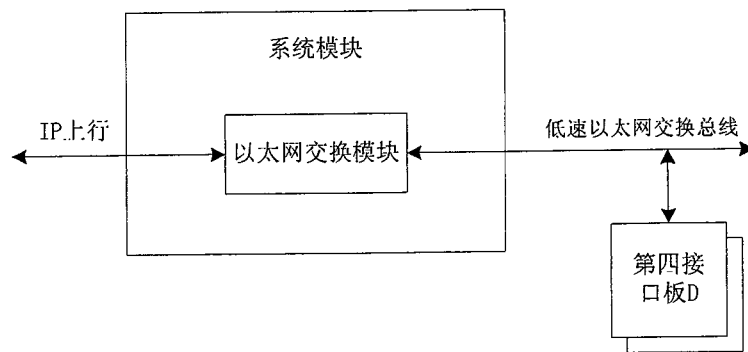 系统模块
IP上行
以太网交换模块
低速以太网交换总线
第四接
口板D